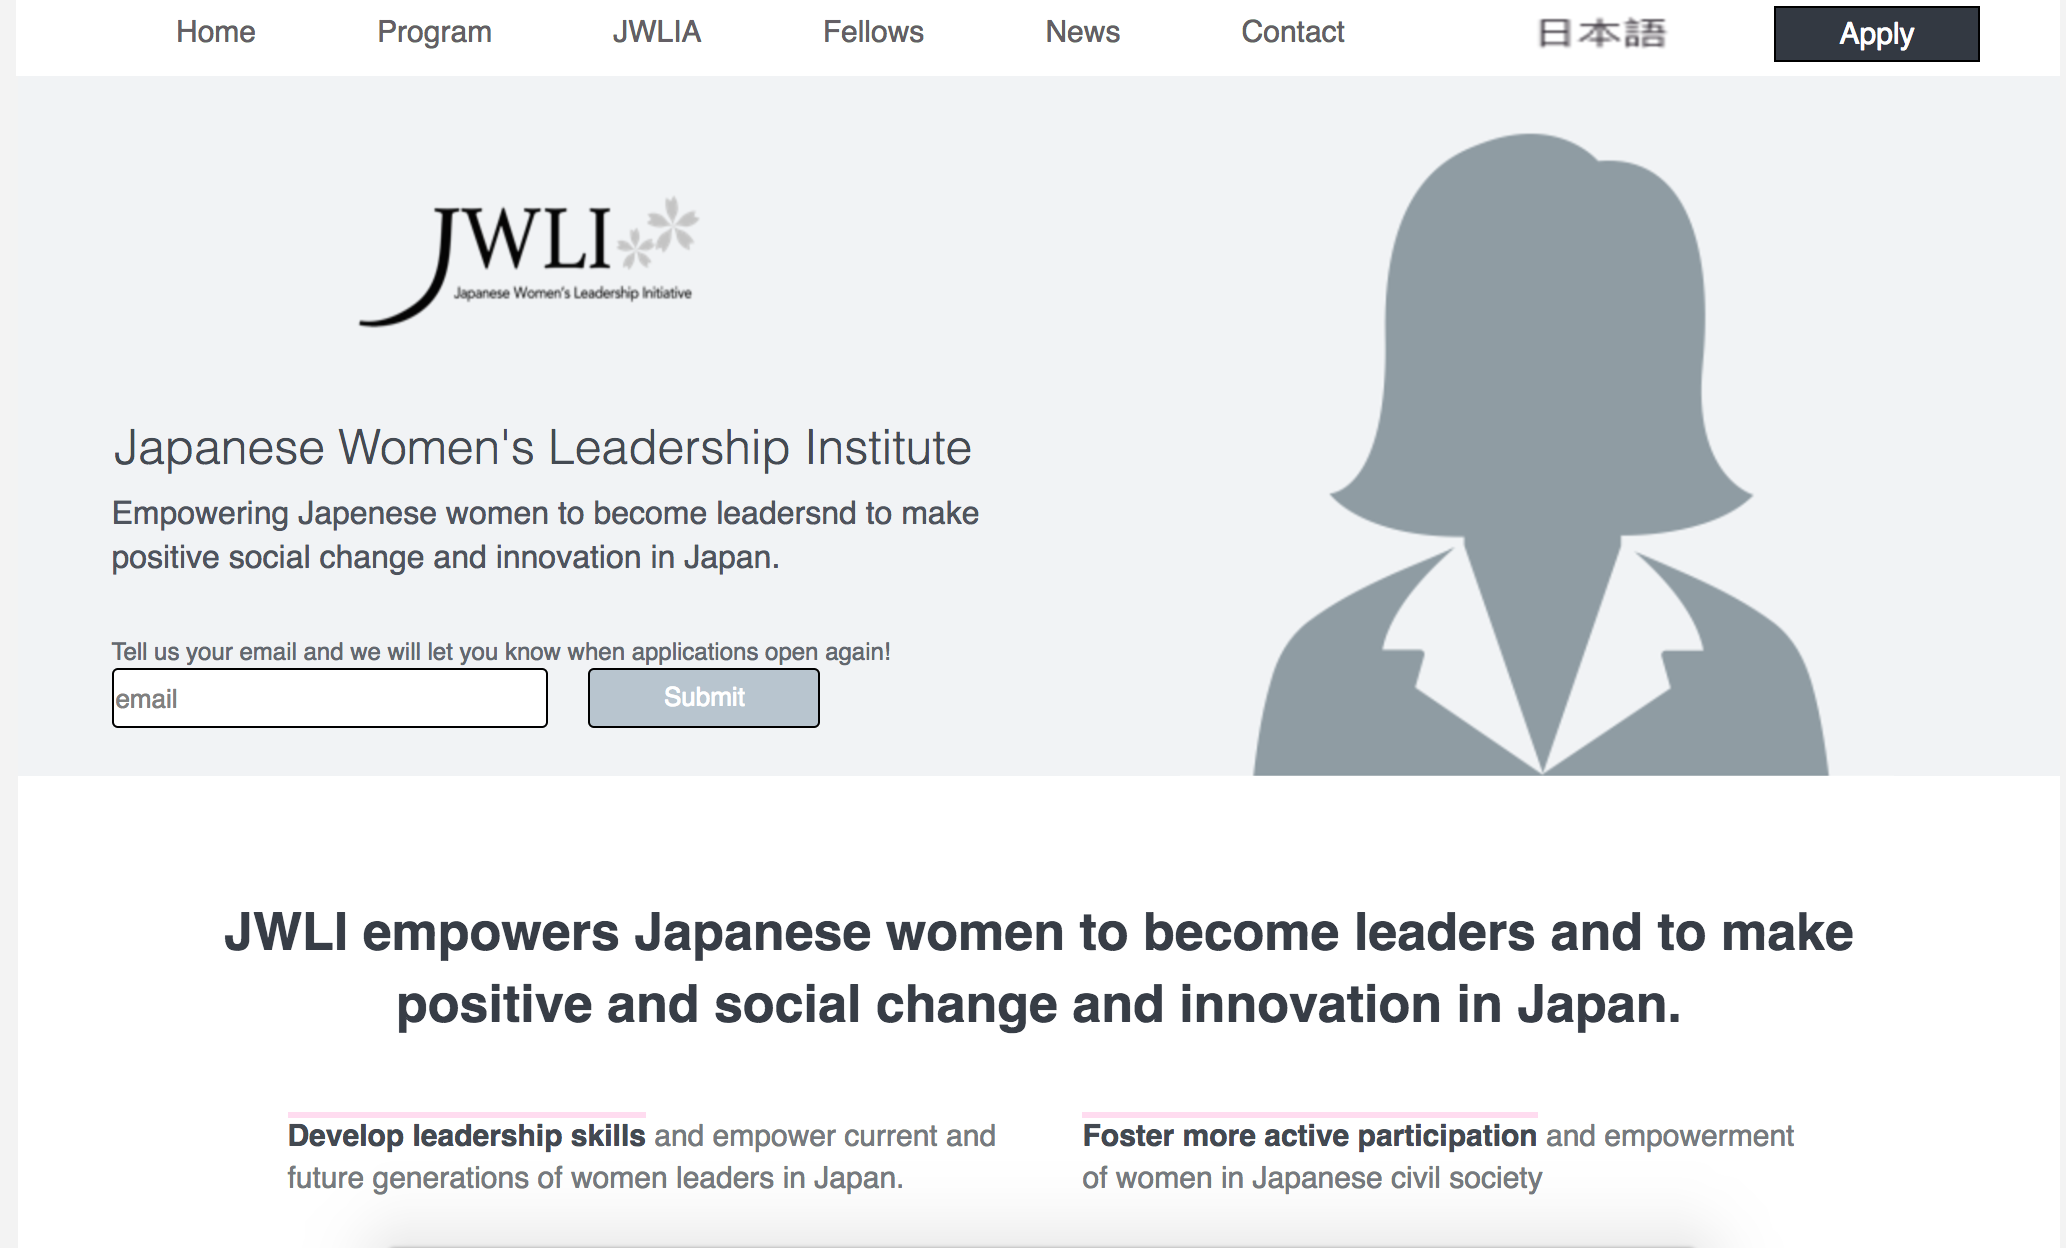 Home Program JWLIA Fellows News Contact 日本語 Apply
JWLI
Japanese Women's Leadership Initiative
Japanese Women's Leadership Institute
Empowering Japenese women to become leadersnd to make
positive social change and innovation in Japan.
Tell us your email and we will let you know when applications open again!
email Submit
JWLI empowers Japanese women to become leaders and to make
positive and social change and innovation in Japan.
Develop leadership skills and empower current and
future generations of women leaders in Japan.
Foster more active participation and empowerment
of women in Japanese civil society